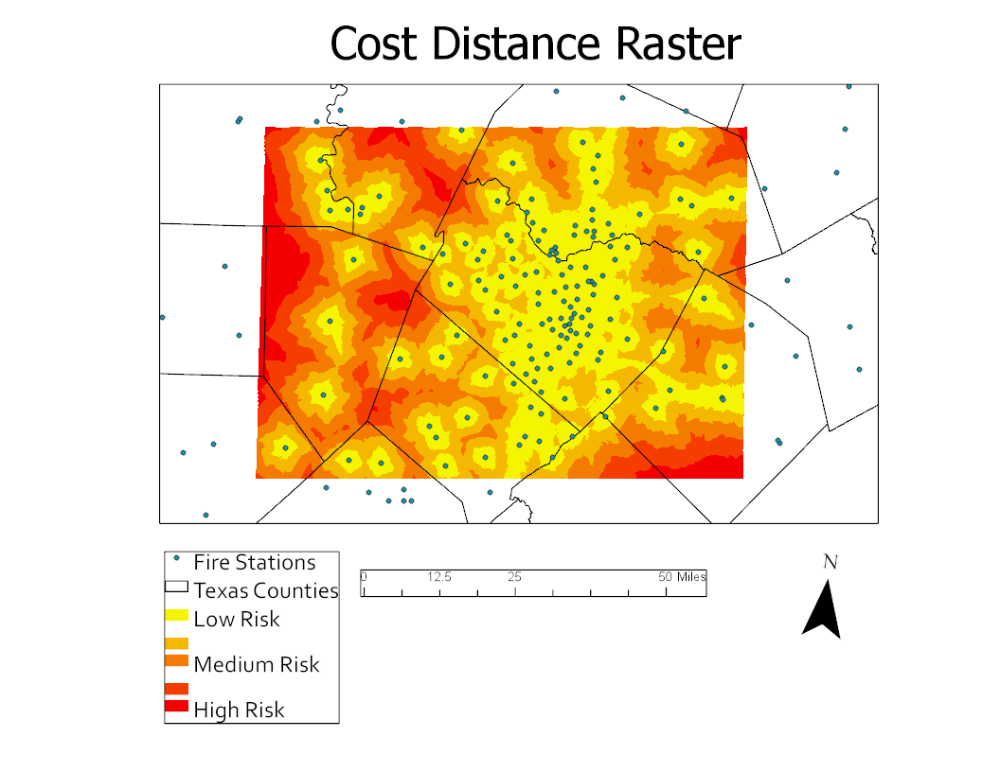 Cost Distance Raster
Fire Stations
Texas Counties
Low Risk
Medium Risk
High Risk
0 12.5 25 50 Miles
N